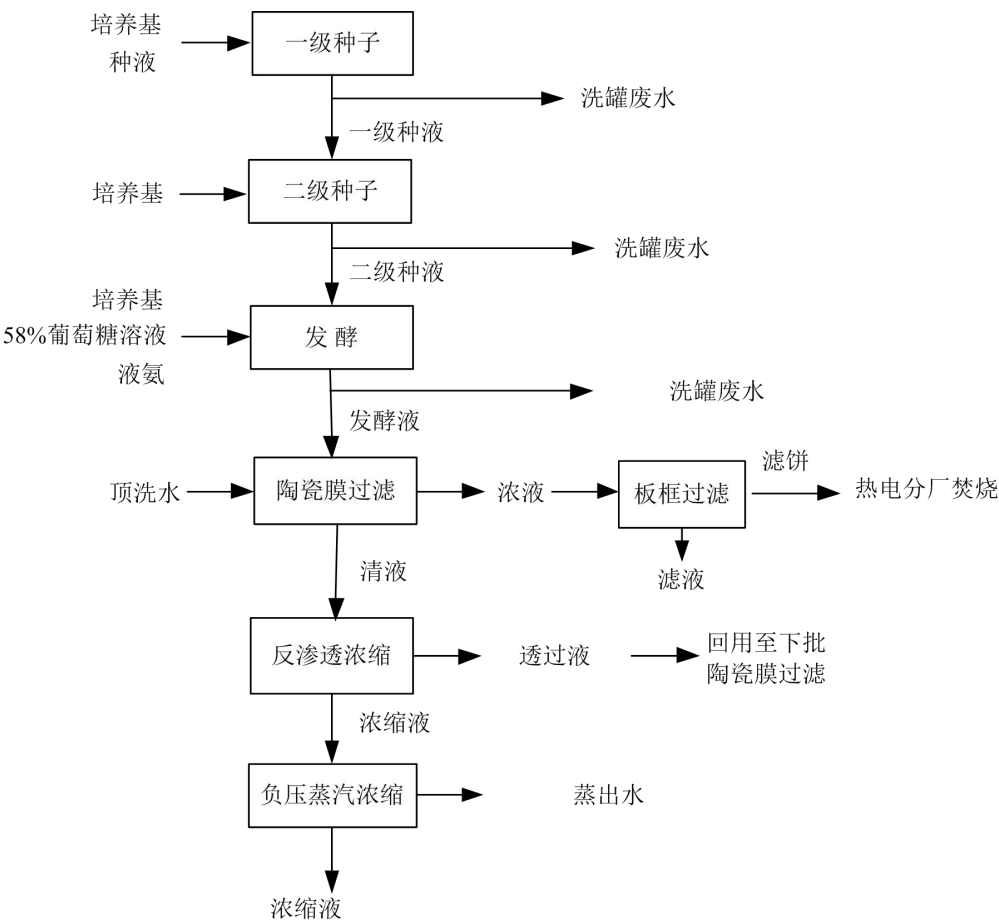 培养基
种液
一级种子
洗罐废水
一级种液
培养基
二级种子
洗罐废水
二级种液
培养基
58%葡萄糖溶液
液氨
发 酵
洗罐废水
发酵液
顶洗水
陶瓷膜过滤
浓液
板框过滤
滤饼
热电分厂焚烧
滤液
清液
反渗透浓缩
透过液
回用至下批
陶瓷膜过滤
浓缩液
负压蒸汽浓缩
蒸出水
浓缩液